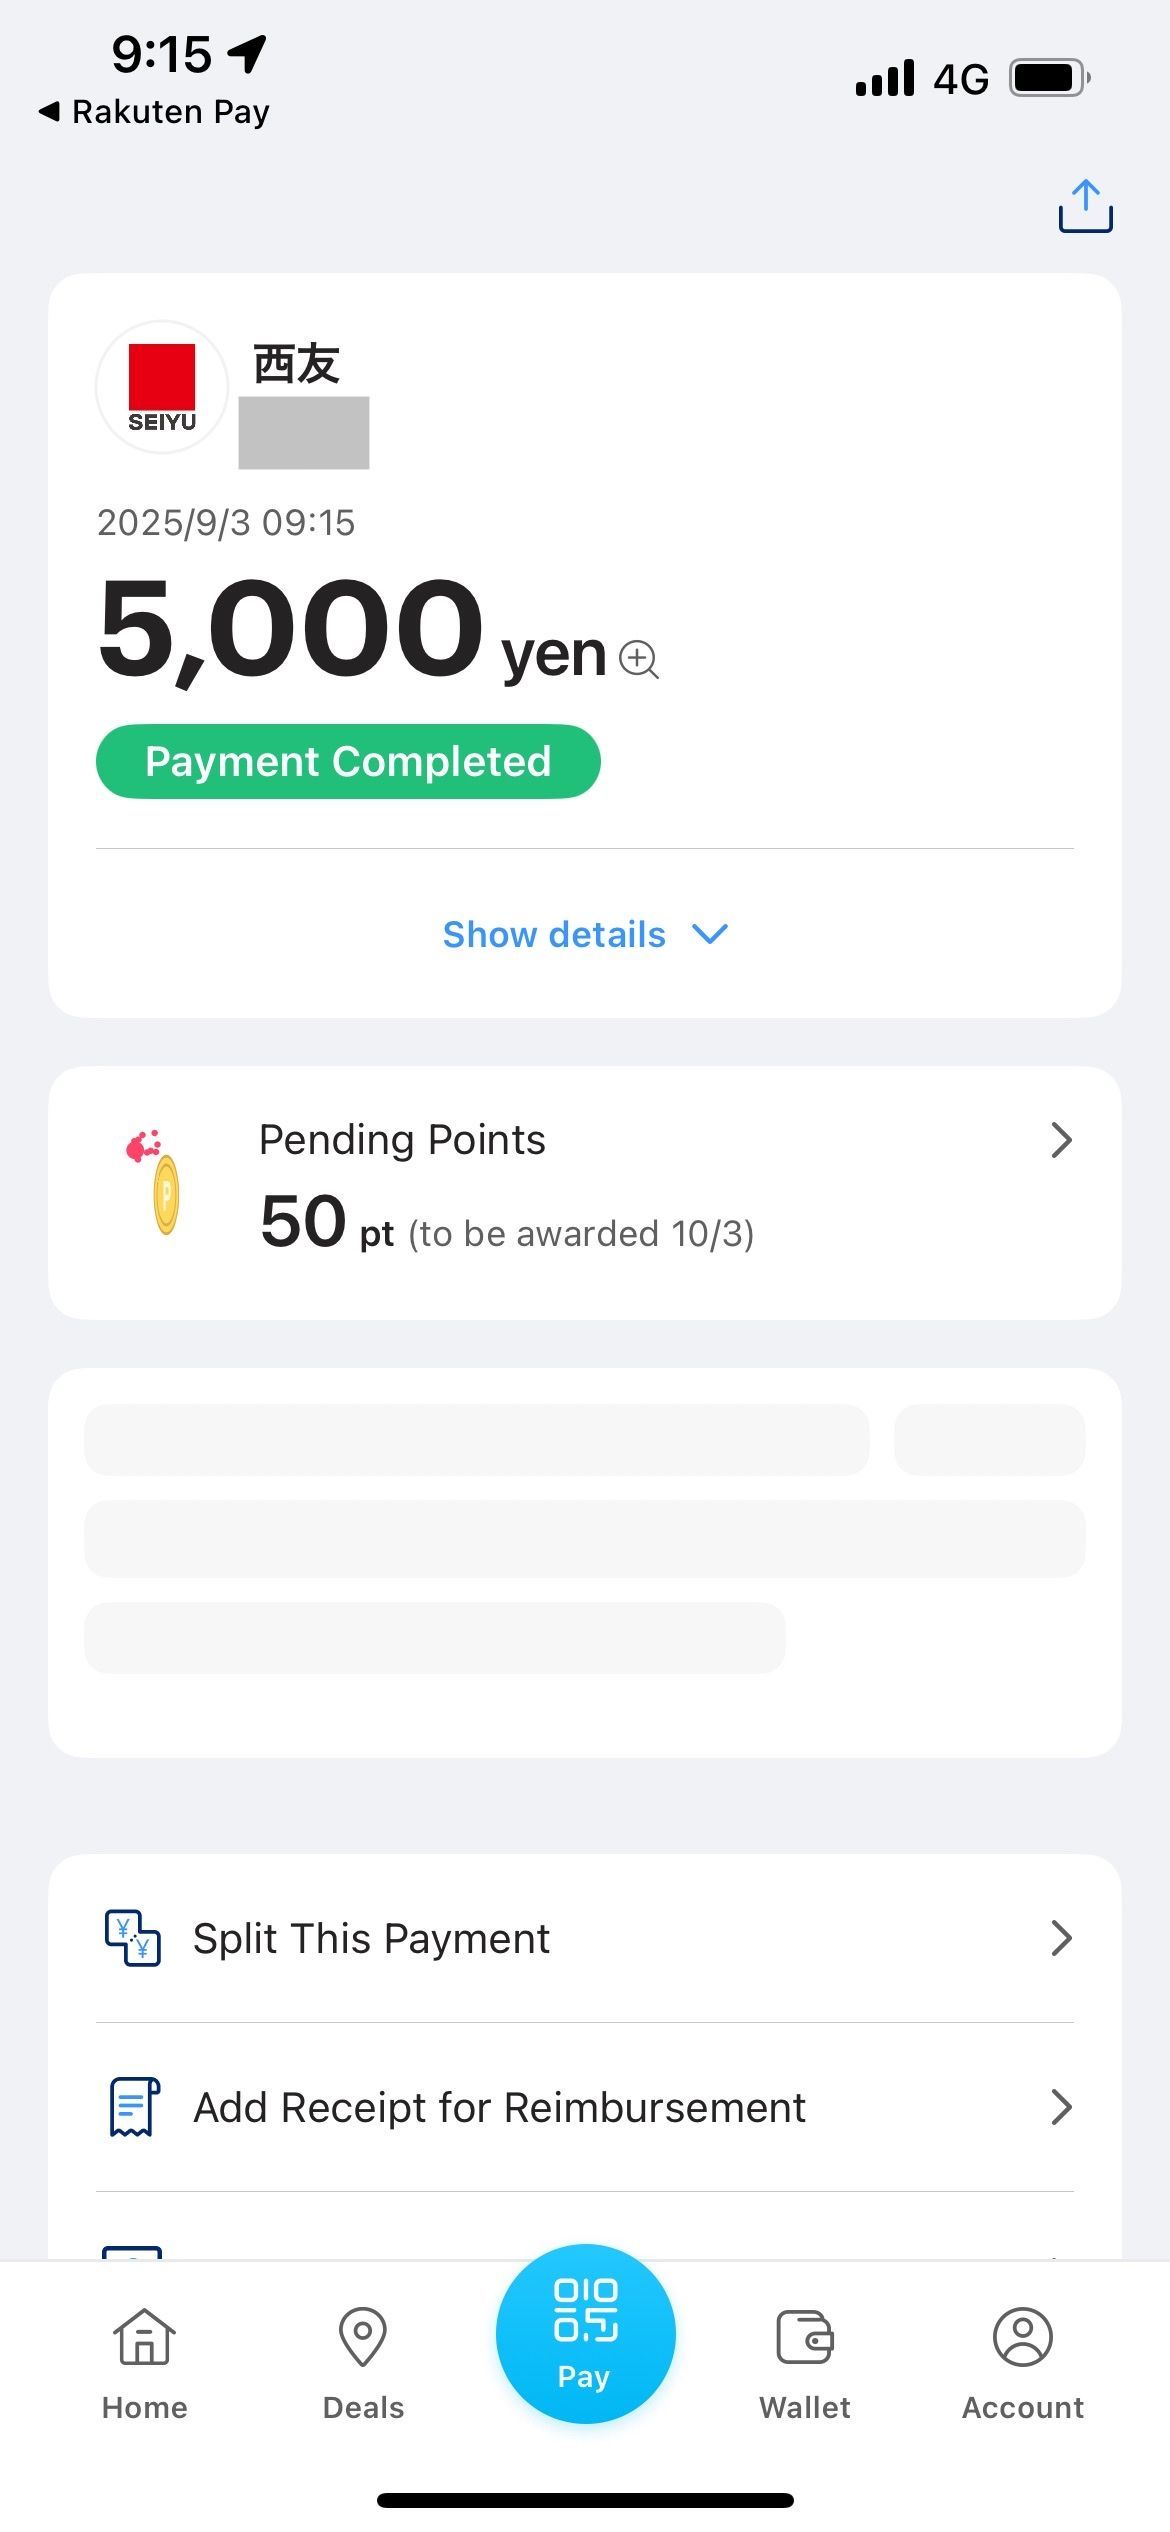 9:15
4G
Rakuten Pay
西友
SEIYU
2025/9/3 09:15
5,000 yen
Payment Completed
Show details
Pending Points
50 pt (to be awarded 10/3)
Split This Payment
Add Receipt for Reimbursement
Pay
Home
Deals
Wallet
Account